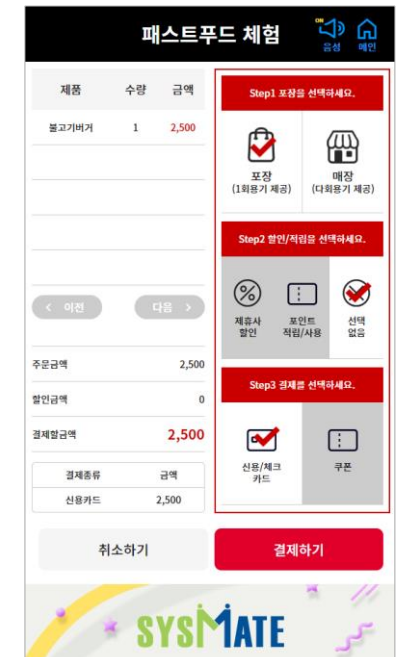 패스트푸드 체험
ON
음성
메인
제품 수량 금액
불고기버거 1 2,500
< 이전
다음 >
주문금액 2,500
할인금액 0
결제할금액 2,500
결제종류 금액
신용카드 2,500
Step1 포장을 선택하세요.
포장
(1회용기 제공)
매장
(다회용기 제공)
Step2 할인/적립을 선택하세요.
제휴사
할인
포인트
적립/사용
선택
없음
Step3 결제를 선택하세요.
신용/체크
카드
쿠폰
취소하기
결제하기
SYSMATE